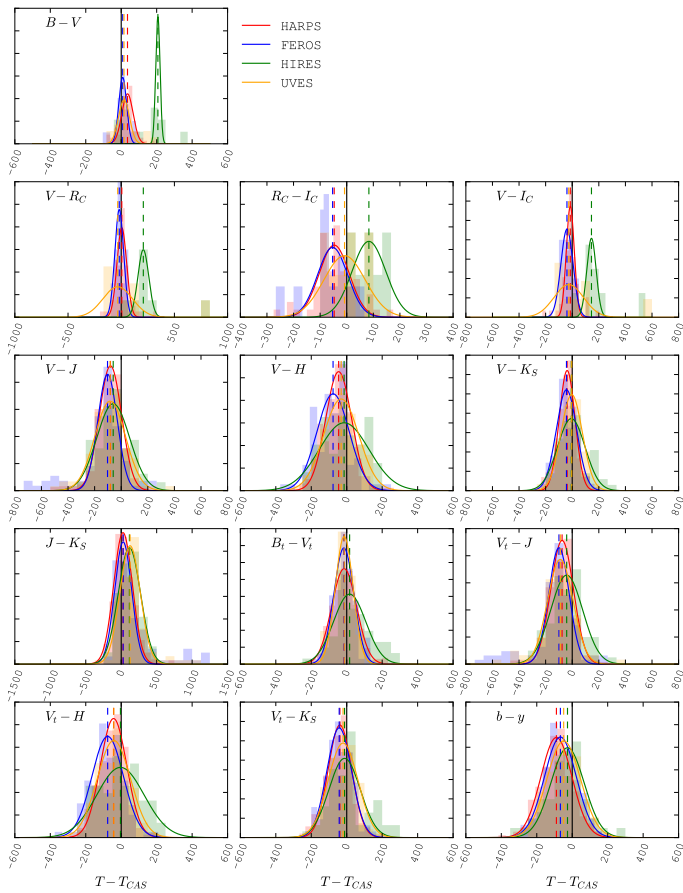 B − V
HARPS
FEROS
HIRES
UVES
−600 −400 −200 0 200 400 600
V − R_C
R_C − I_C
V − I_C
−1000 −500 0 500 1000
−400 −300 −200 −100 0 100 200 300 400
−800 −600 −400 −200 0 200 400 600 800
V − J
V − H
V − K_S
−800 −600 −400 −200 0 200 400 600 800
−600 −400 −200 0 200 400 600
−800 −600 −400 −200 0 200 400 600 800
J − K_S
B_t − V_t
V_t − J
−1500 −1000 −500 0 500 1000 1500
−600 −400 −200 0 200 400 600
−800 −600 −400 −200 0 200 400 600 800
V_t − H
V_t − K_S
b − y
−600 −400 −200 0 200 400 600
−800 −600 −400 −200 0 200 400 600 800
−600 −400 −200 0 200 400 600
T − T_CAS
T − T_CAS
T − T_CAS